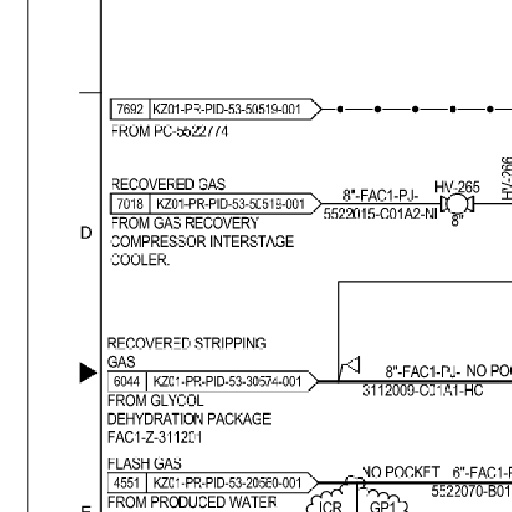 7692 KZ01-PR-PID-53-50519-001
FROM PC-5522774
HV-266
RECOVERED GAS
7018 KZ01-PR-PID-53-50519-001
8"-FAC1-PJ-
5522015-C01A2-NI
HV-265
8"
FROM GAS RECOVERY
COMPRESSOR INTERSTAGE
COOLER.
D
RECOVERED STRIPPING
GAS
6044 KZ01-PR-PID-53-30574-001
8"-FAC1-PJ- NO POC
3112009-C01A1-HC
FROM GLYCOL
DEHYDRATION PACKAGE
FAC1-Z-311201
FLASH GAS
4551 KZ01-PR-PID-53-20560-001
NO POCKET 6"-FAC1-
5522070-B01
FROM PRODUCED WATER
ICR
GP1